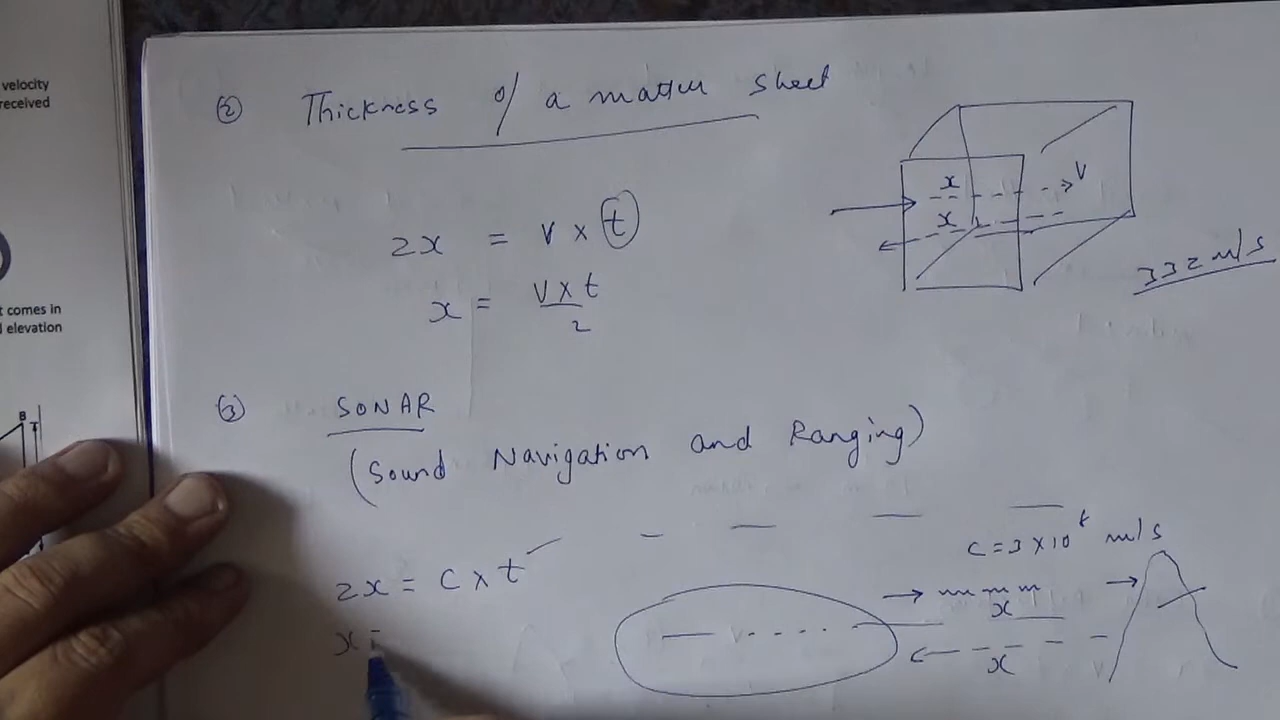 velocity
received
t comes in
d elevation
B
② Thickness of a matter sheet
2x = V × t
x = V × t
2
x
V
x
332 m/s
③ SONAR
(Sound Navigation and Ranging)
2x = C × t
x =
C = 3 × 10⁸ m/s
x
x